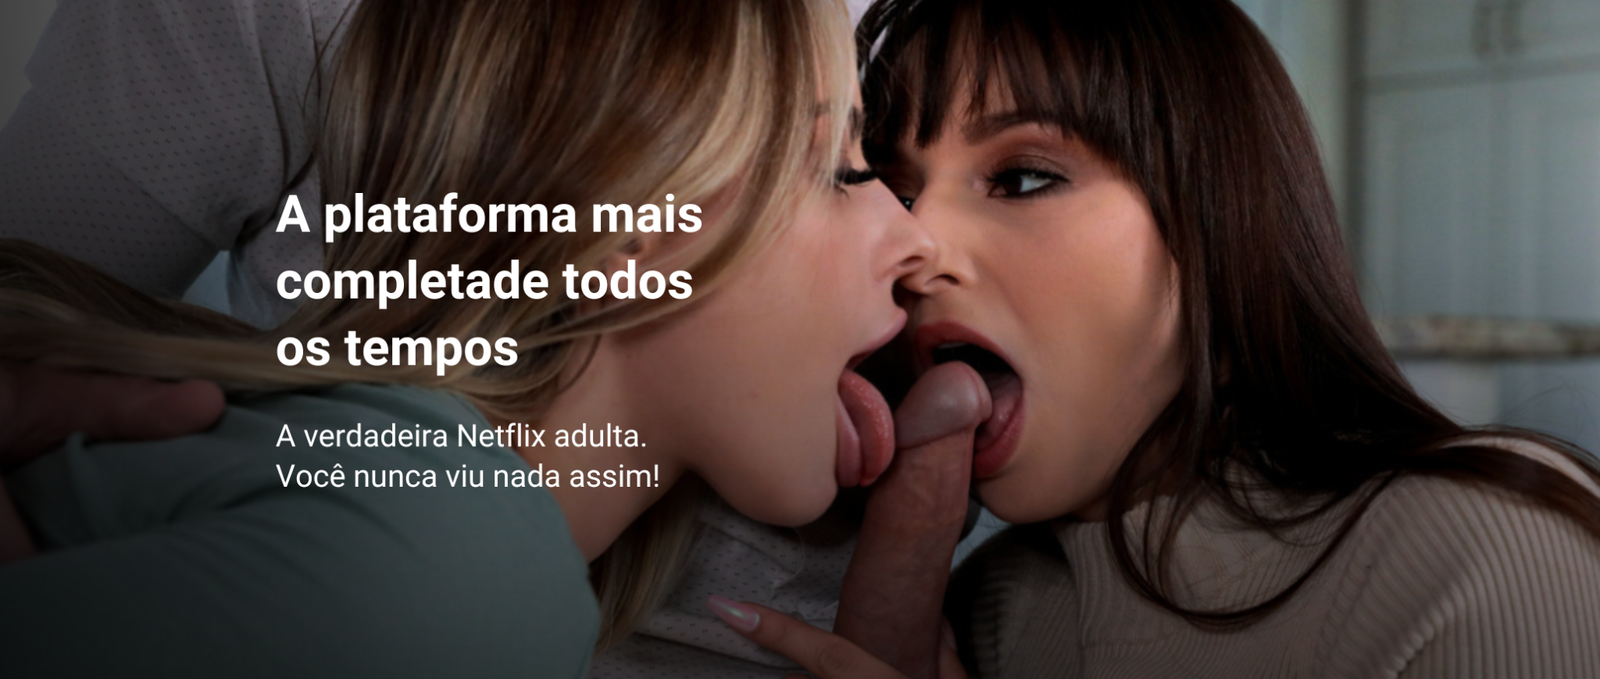 A plataforma mais
completade todos
os tempos
A verdadeira Netflix adulta.
Você nunca viu nada assim!